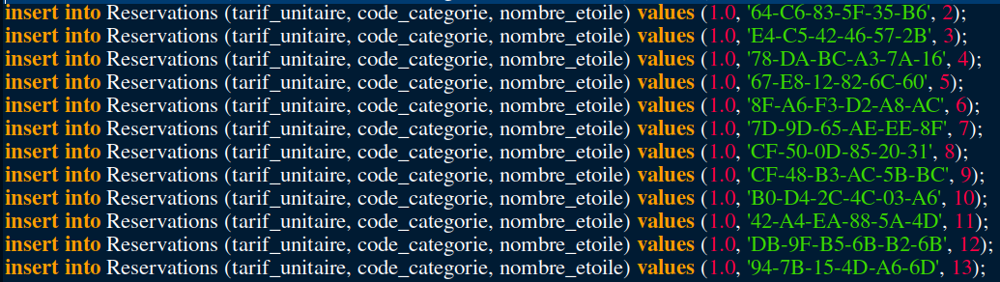 insert into Reservations (tarif_unitaire, code_categorie, nombre_etoile) values (1.0, '64-C6-83-5F-35-B6', 2);
insert into Reservations (tarif_unitaire, code_categorie, nombre_etoile) values (1.0, 'E4-C5-42-46-57-2B', 3);
insert into Reservations (tarif_unitaire, code_categorie, nombre_etoile) values (1.0, '78-DA-BC-A3-7A-16', 4);
insert into Reservations (tarif_unitaire, code_categorie, nombre_etoile) values (1.0, '67-E8-12-82-6C-60', 5);
insert into Reservations (tarif_unitaire, code_categorie, nombre_etoile) values (1.0, '8F-A6-F3-D2-A8-AC', 6);
insert into Reservations (tarif_unitaire, code_categorie, nombre_etoile) values (1.0, '7D-9D-65-AE-EE-8F', 7);
insert into Reservations (tarif_unitaire, code_categorie, nombre_etoile) values (1.0, 'CF-50-0D-85-20-31', 8);
insert into Reservations (tarif_unitaire, code_categorie, nombre_etoile) values (1.0, 'CF-48-B3-AC-5B-BC', 9);
insert into Reservations (tarif_unitaire, code_categorie, nombre_etoile) values (1.0, 'B0-D4-2C-4C-03-A6', 10);
insert into Reservations (tarif_unitaire, code_categorie, nombre_etoile) values (1.0, '42-A4-EA-88-5A-4D', 11);
insert into Reservations (tarif_unitaire, code_categorie, nombre_etoile) values (1.0, 'DB-9F-B5-6B-B2-6B', 12);
insert into Reservations (tarif_unitaire, code_categorie, nombre_etoile) values (1.0, '94-7B-15-4D-A6-6D', 13);